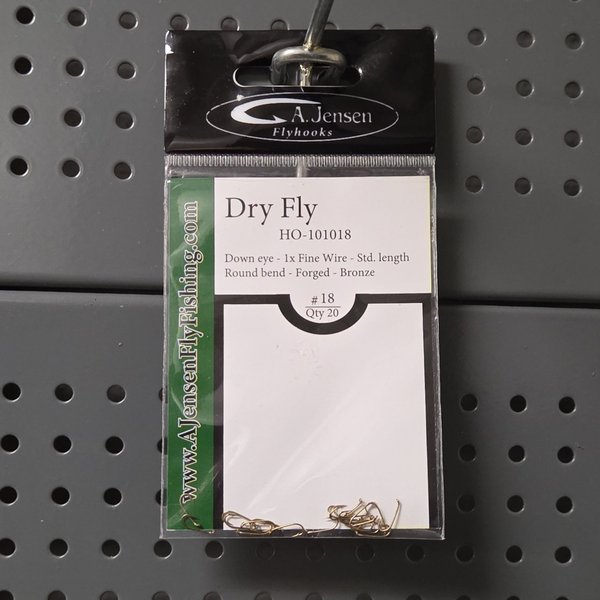 A.Jensen
Flyhooks
Dry Fly
HO-101018
Down eye - 1x Fine Wire - Std. length
Round bend - Forged - Bronze
# 18
Qty 20
www.AJensenFlyFishing.com